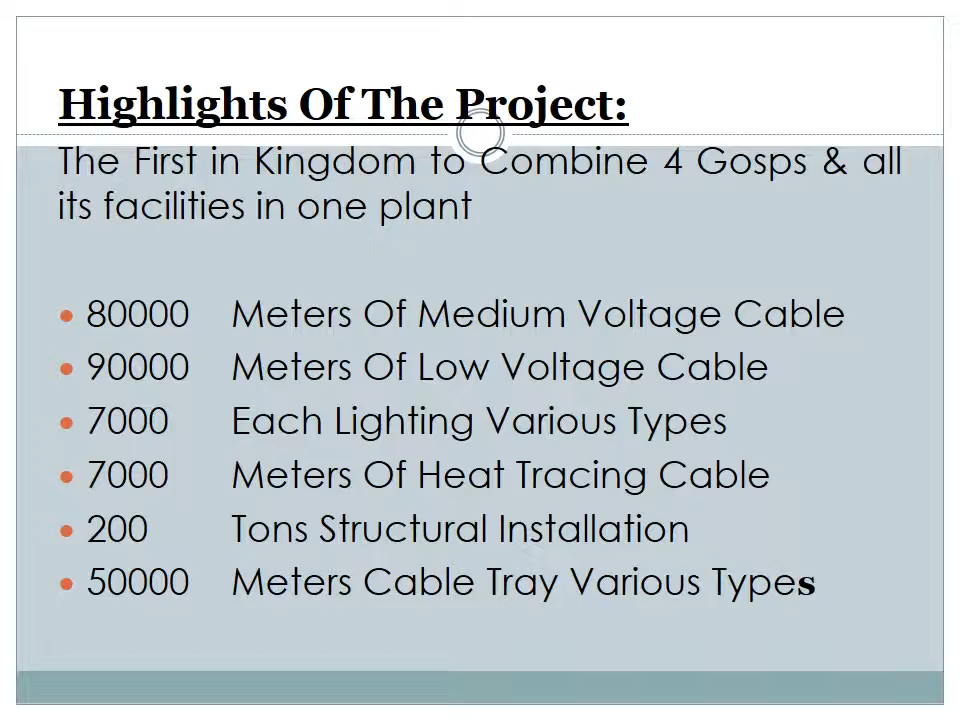 Highlights Of The Project:
The First in Kingdom to Combine 4 Gosps & all
its facilities in one plant
• 80000 Meters Of Medium Voltage Cable
• 90000 Meters Of Low Voltage Cable
• 7000 Each Lighting Various Types
• 7000 Meters Of Heat Tracing Cable
• 200 Tons Structural Installation
• 50000 Meters Cable Tray Various Types